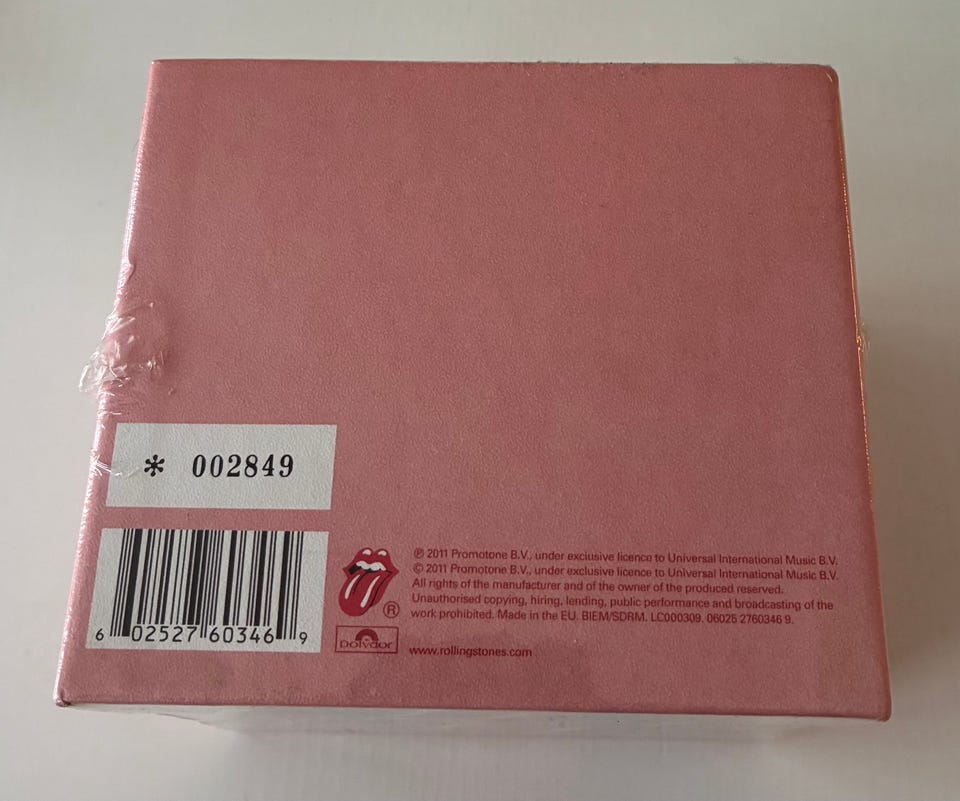 * 002849
6 02527 60346 9
℗ 2011 Promotone B.V., under exclusive licence to Universal International Music B.V.
© 2011 Promotone B.V., under exclusive licence to Universal International Music B.V.
All rights of the manufacturer and of the owner of the produced reserved.
Unauthorised copying, hiring, lending, public performance and broadcasting of the
work prohibited. Made in the EU. BIEM/SDRM. LC000309. 06025 2760346 9.
®
Polydor
www.rollingstones.com